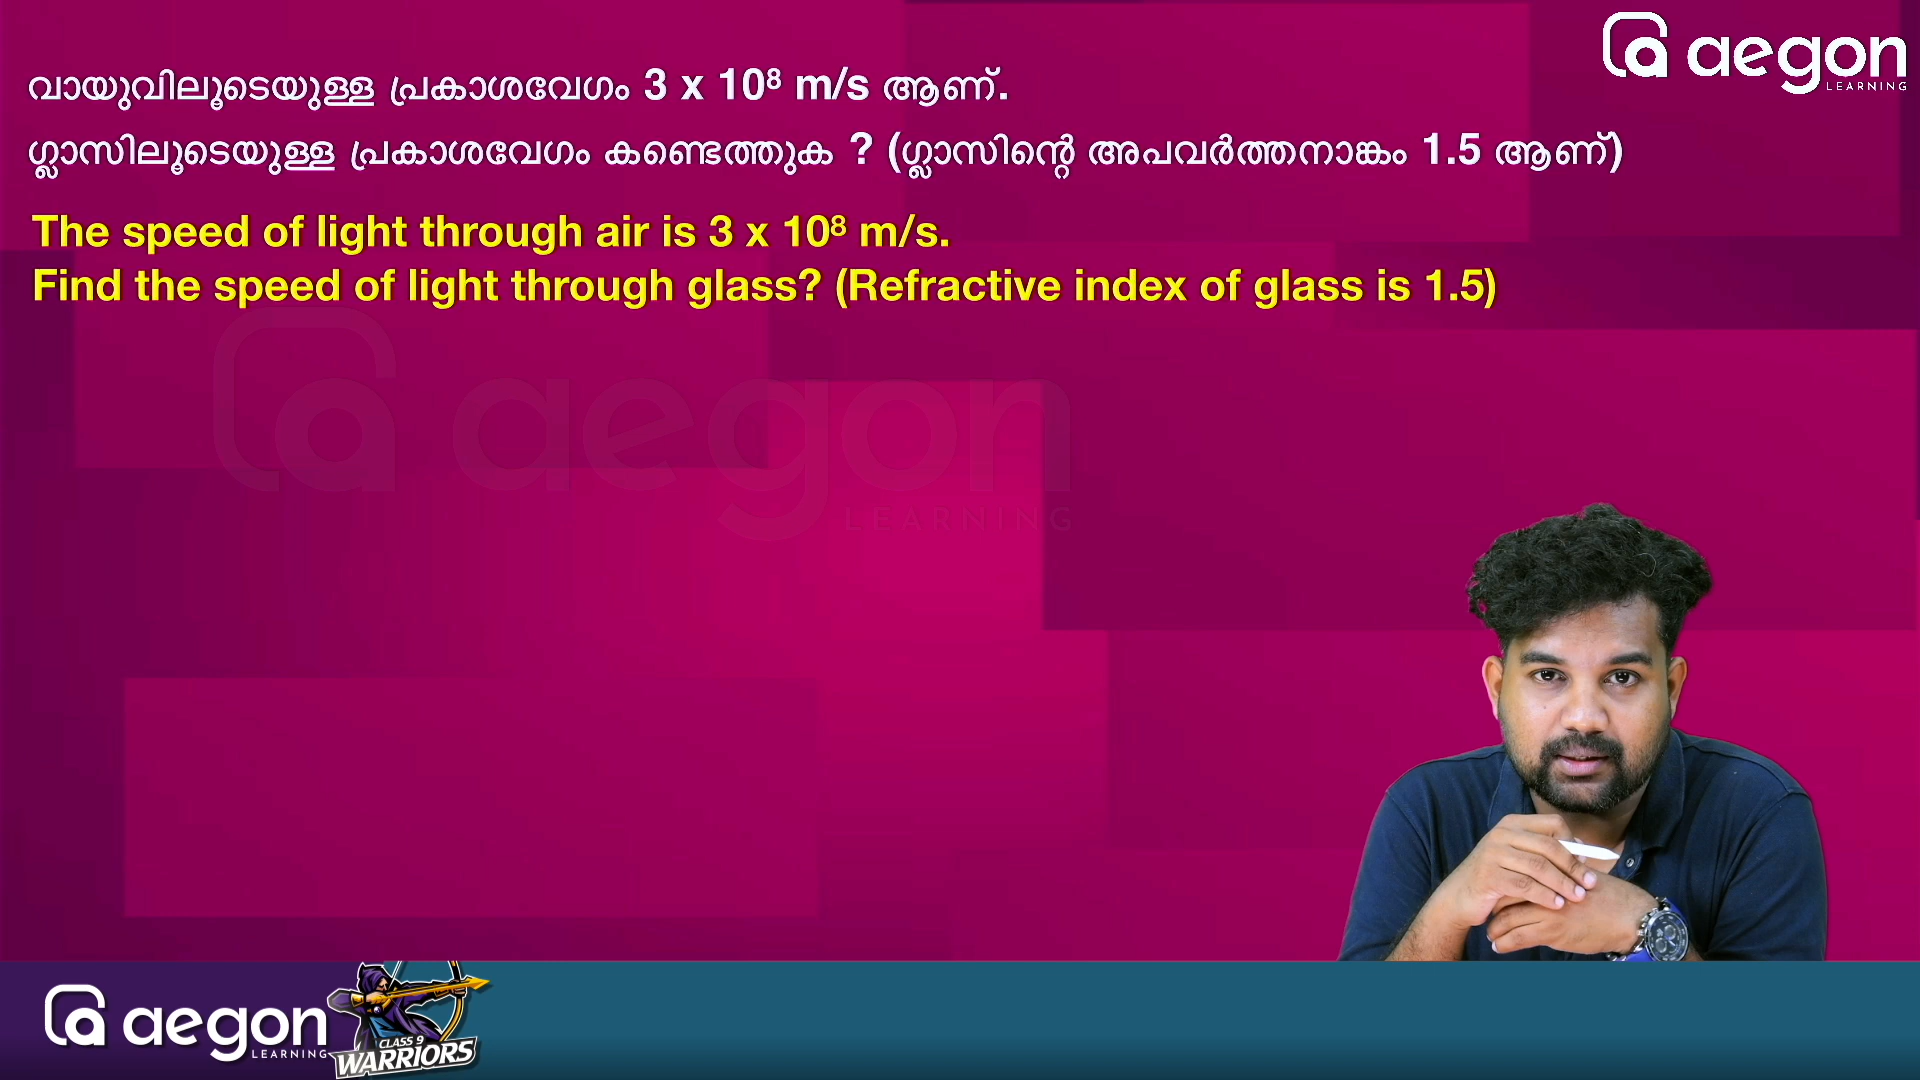 aegon
LEARNING
വായുവിലൂടെയുള്ള പ്രകാശവേഗം 3 x 10⁸ m/s ആണ്.
ഗ്ലാസിലൂടെയുള്ള പ്രകാശവേഗം കണ്ടെത്തുക ? (ഗ്ലാസിന്റെ അപവർത്തനാങ്കം 1.5 ആണ്)
The speed of light through air is 3 x 10⁸ m/s.
Find the speed of light through glass? (Refractive index of glass is 1.5)
aegon
LEARNING
aegon
LEARNING
CLASS 9
WARRIORS